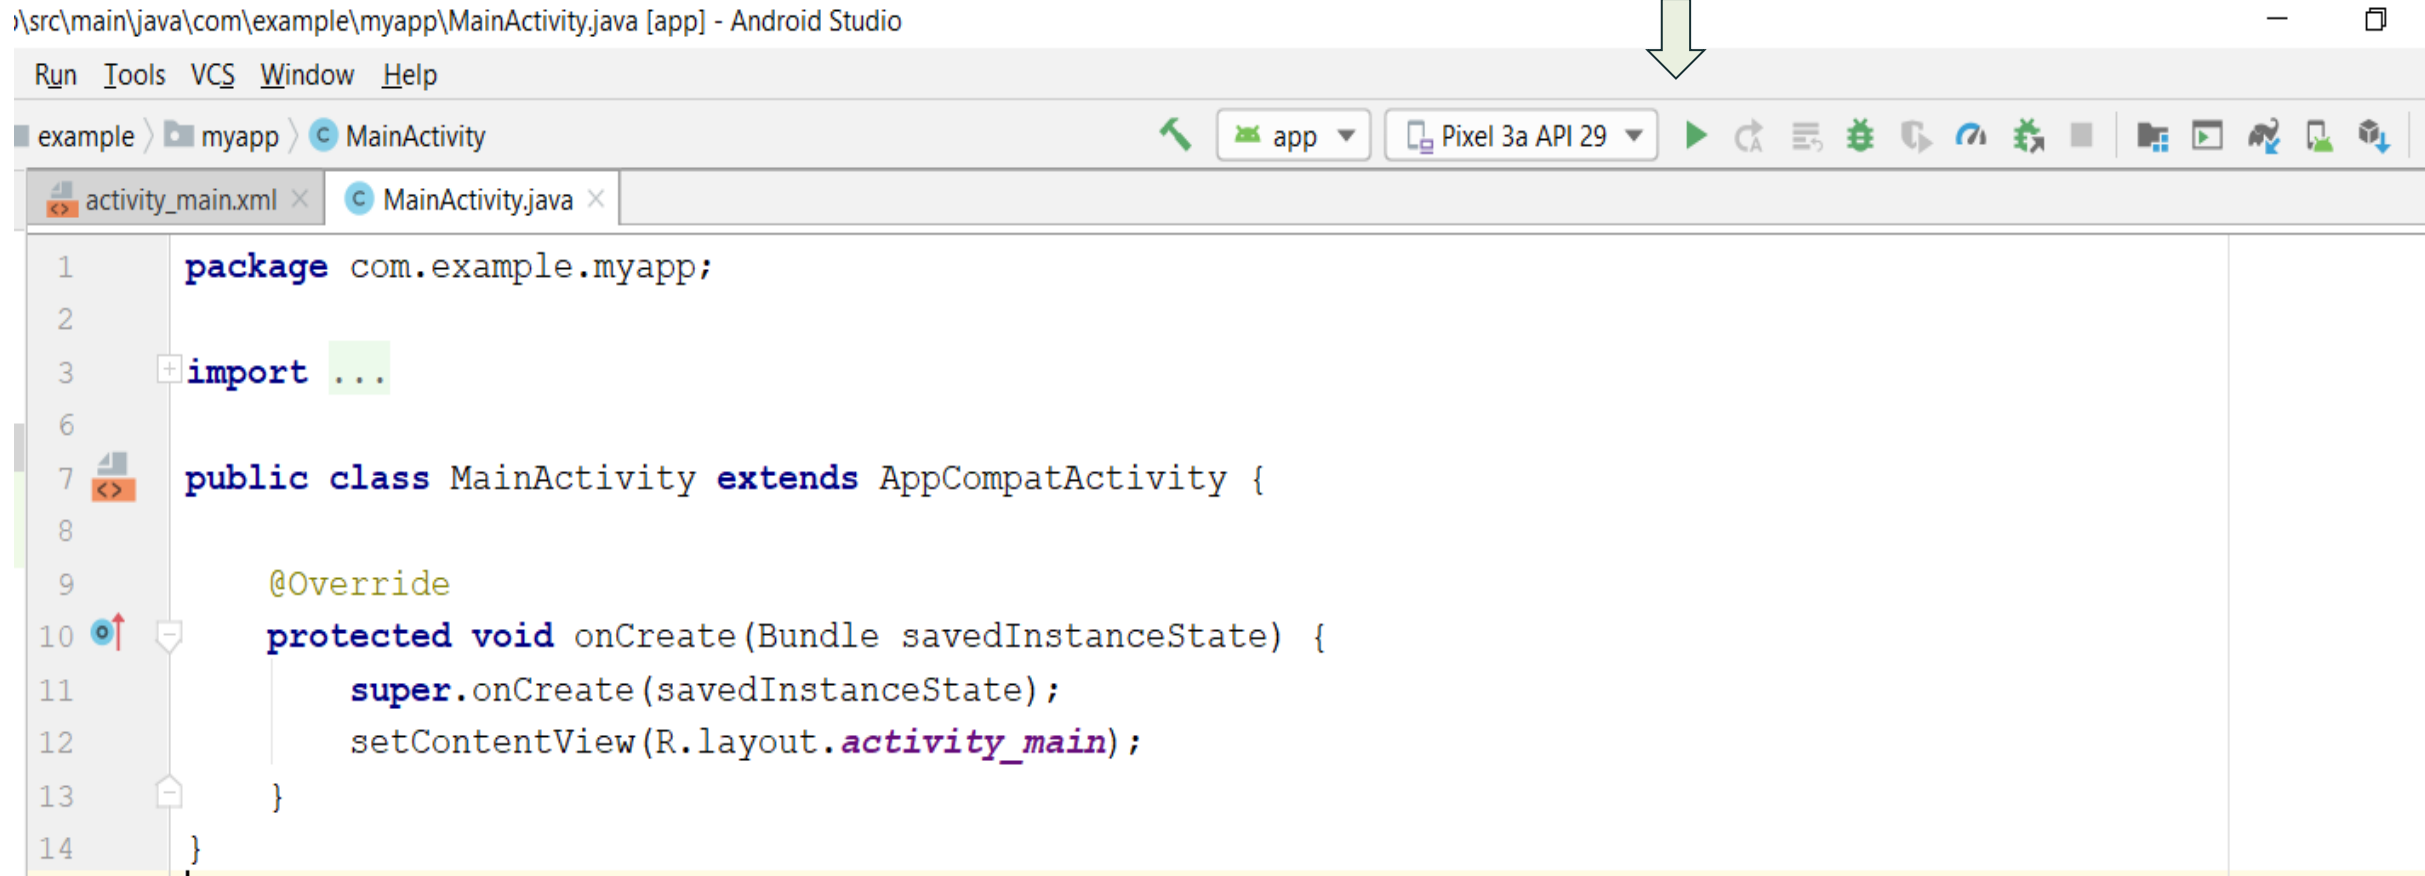 \src\main\java\com\example\myapp\MainActivity.java [app] - Android Studio
Run Tools VCS Window Help
example myapp C MainActivity app Pixel 3a API 29
activity_main.xml C MainActivity.java
1 package com.example.myapp;
2
3 import ...
6
7 public class MainActivity extends AppCompatActivity {
8
9 @Override
10 protected void onCreate(Bundle savedInstanceState) {
11 super.onCreate(savedInstanceState);
12 setContentView(R.layout.activity_main);
13 }
14 }